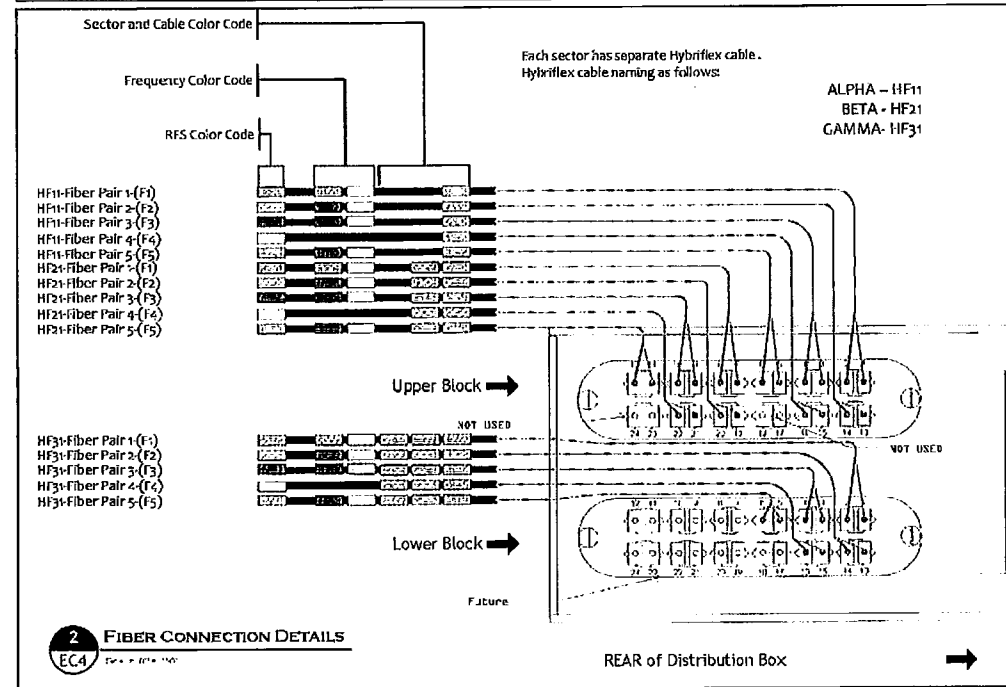 Sector and Cable Color Code
Each sector has separate Hybriflex cable.
Hybriflex cable naming as follows:
Frequency Color Code
ALPHA - HF11
BETA - HF21
GAMMA- HF31
RFS Color Code
HF11-Fiber Pair 1-(F1)
HF11-Fiber Pair 2-(F2)
HF11-Fiber Pair 3-(F3)
HF11-Fiber Pair 4-(F4)
HF11-Fiber Pair 5-(F5)
HF21-Fiber Pair 1-(F1)
HF21-Fiber Pair 2-(F2)
HF21-Fiber Pair 3-(F3)
HF21-Fiber Pair 4-(F4)
HF21-Fiber Pair 5-(F5)
Upper Block
NOT USED
NOT USED
HF31-Fiber Pair 1-(F1)
HF31-Fiber Pair 2-(F2)
HF31-Fiber Pair 3-(F3)
HF31-Fiber Pair 4-(F4)
HF31-Fiber Pair 5-(F5)
Lower Block
Future
2
EC4
FIBER CONNECTION DETAILS
REAR of Distribution Box